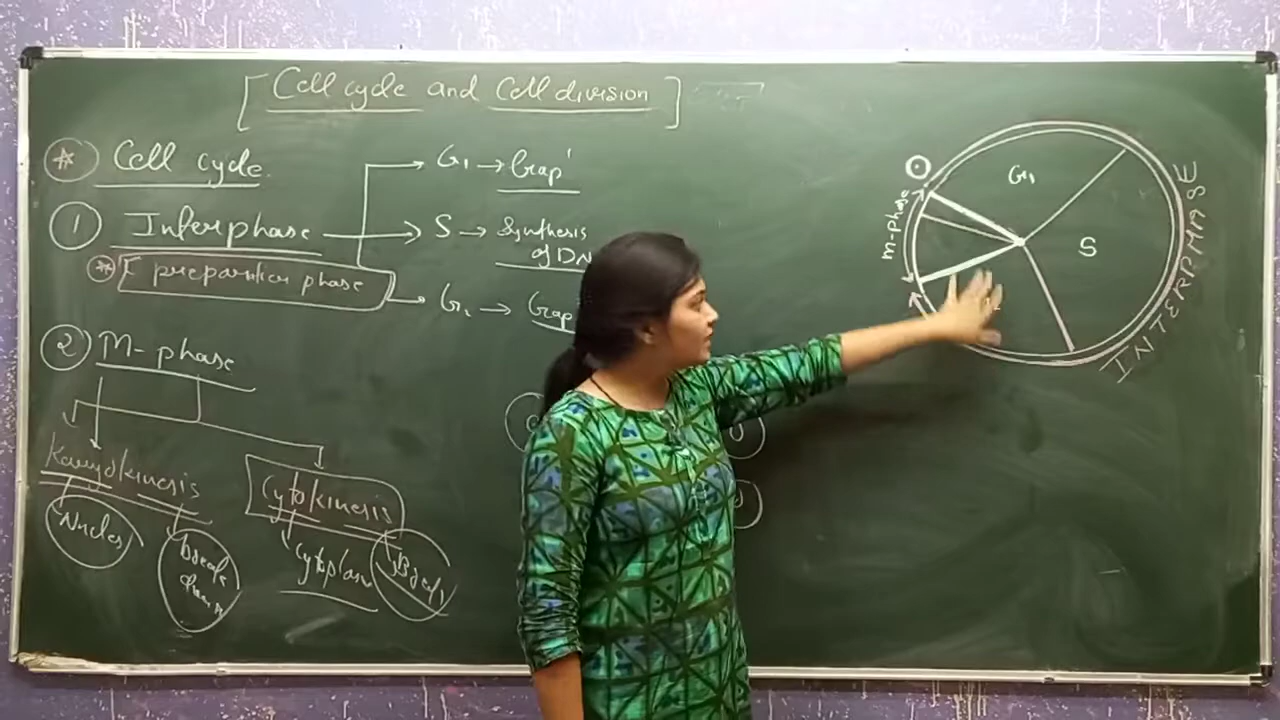 [ Cell cycle and Cell division ]
* Cell cycle.
① Interphase
G₁ → Gap'
S → Synthesis
of DN
G₂ → Gap
** [ preparation phase
② M-phase
Karyokinesis
Cytokinesis
Nucles
Cytoplasm
G₁
S
M-phase
INTERPHASE